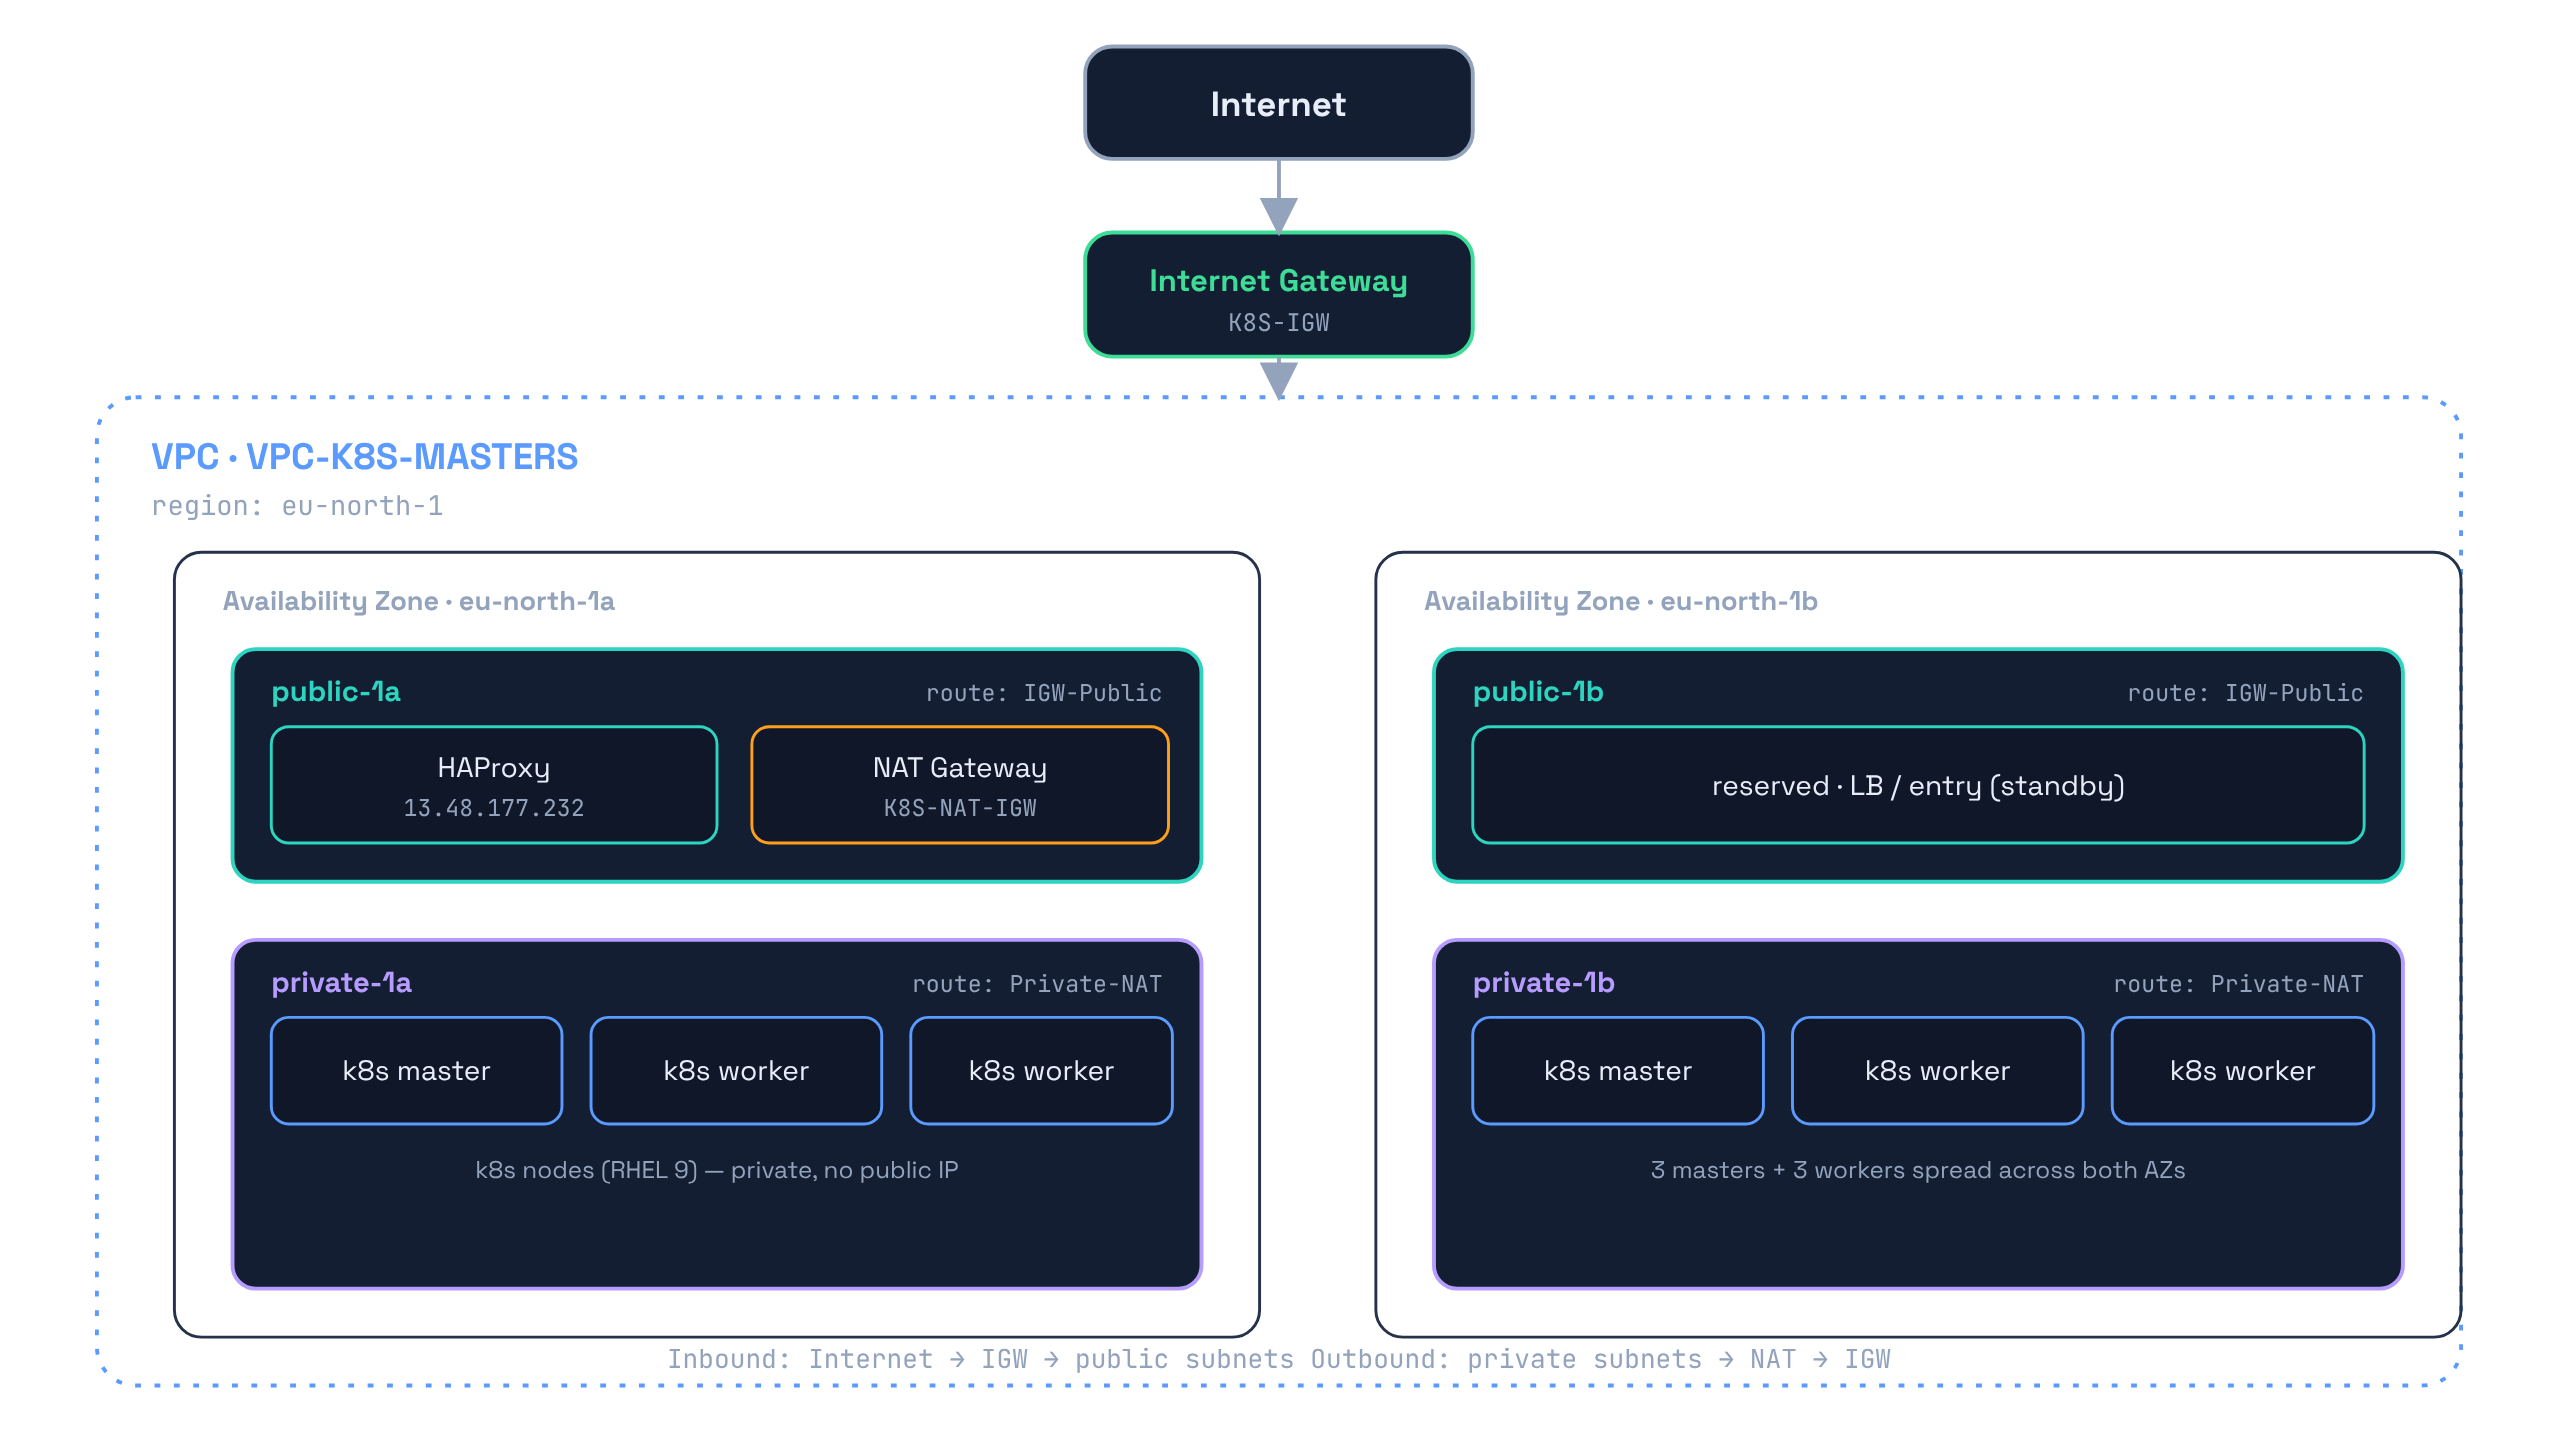 Internet
Internet Gateway
K8S-IGW
VPC · VPC-K8S-MASTERS
region: eu-north-1
Availability Zone · eu-north-1a
public-1a
route: IGW-Public
HAProxy
13.48.177.232
NAT Gateway
K8S-NAT-IGW
private-1a
route: Private-NAT
k8s master
k8s worker
k8s worker
k8s nodes (RHEL 9) — private, no public IP
Availability Zone · eu-north-1b
public-1b
route: IGW-Public
reserved · LB / entry (standby)
private-1b
route: Private-NAT
k8s master
k8s worker
k8s worker
3 masters + 3 workers spread across both AZs
Inbound: Internet → IGW → public subnets Outbound: private subnets → NAT → IGW